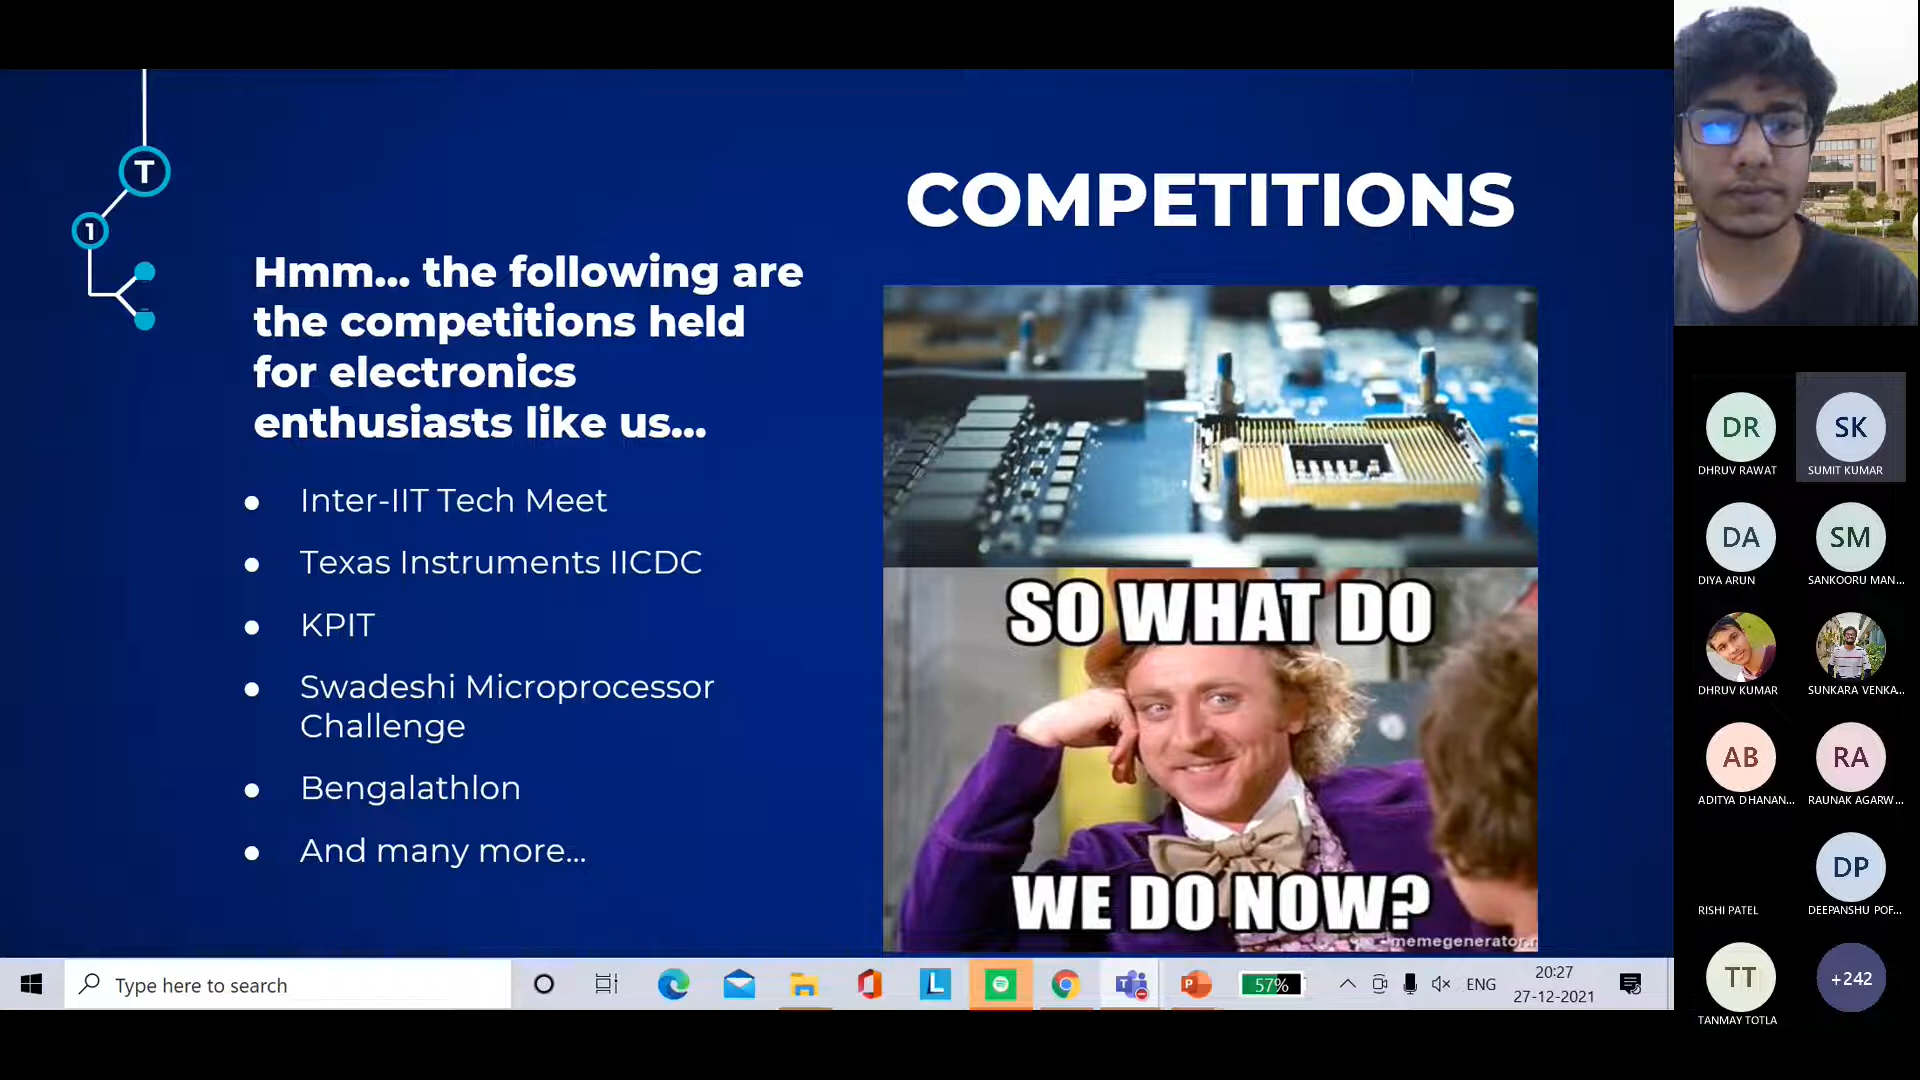 T
1
COMPETITIONS
Hmm... the following are
the competitions held
for electronics
enthusiasts like us...
Inter-IIT Tech Meet
Texas Instruments IICDC
KPIT
Swadeshi Microprocessor
Challenge
Bengalathlon
And many more...
SO WHAT DO
WE DO NOW?
memegenerator.n
Type here to search
L
P
57%
ENG
20:27
27-12-2021
DR
DHRUV RAWAT
SK
SUMIT KUMAR
DA
DIYA ARUN
SM
SANKOORU MAN...
DHRUV KUMAR
SUNKARA VENKA...
AB
ADITYA DHANAN...
RA
RAUNAK AGARW...
RISHI PATEL
DP
DEEPANSHU POF...
TT
TANMAY TOTLA
+242